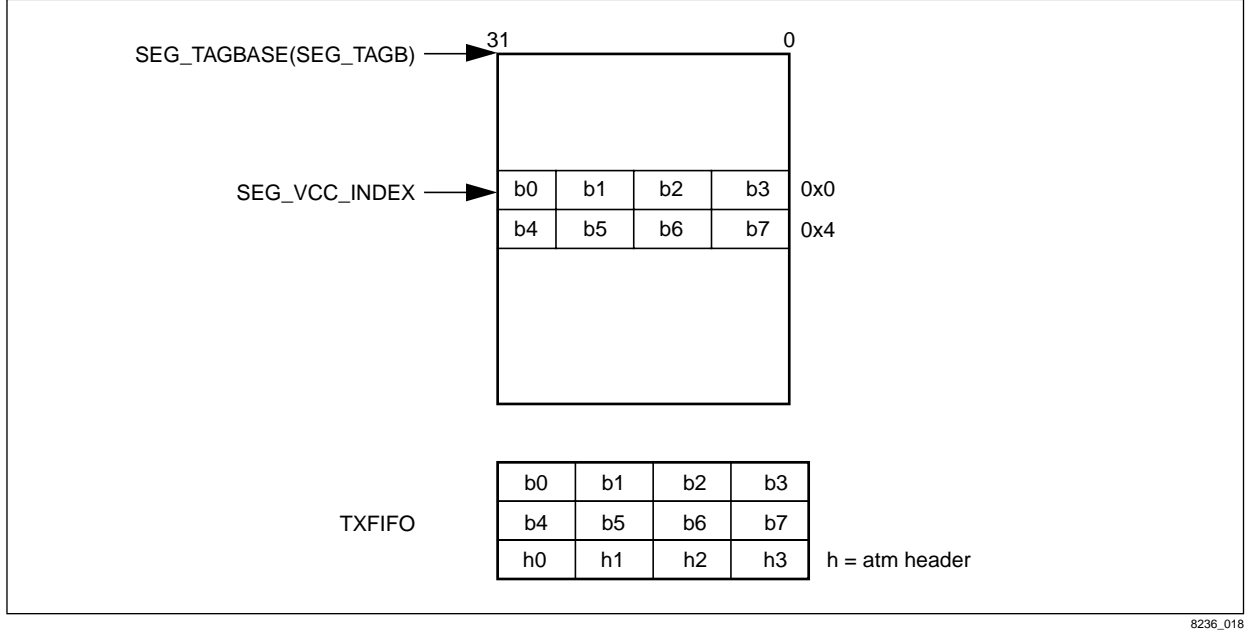 31 0
SEG_TAGBASE(SEG_TAGB)
SEG_VCC_INDEX b0 b1 b2 b3 0x0
b4 b5 b6 b7 0x4
b0 b1 b2 b3
TXFIFO b4 b5 b6 b7
h0 h1 h2 h3 h = atm header
8236_018